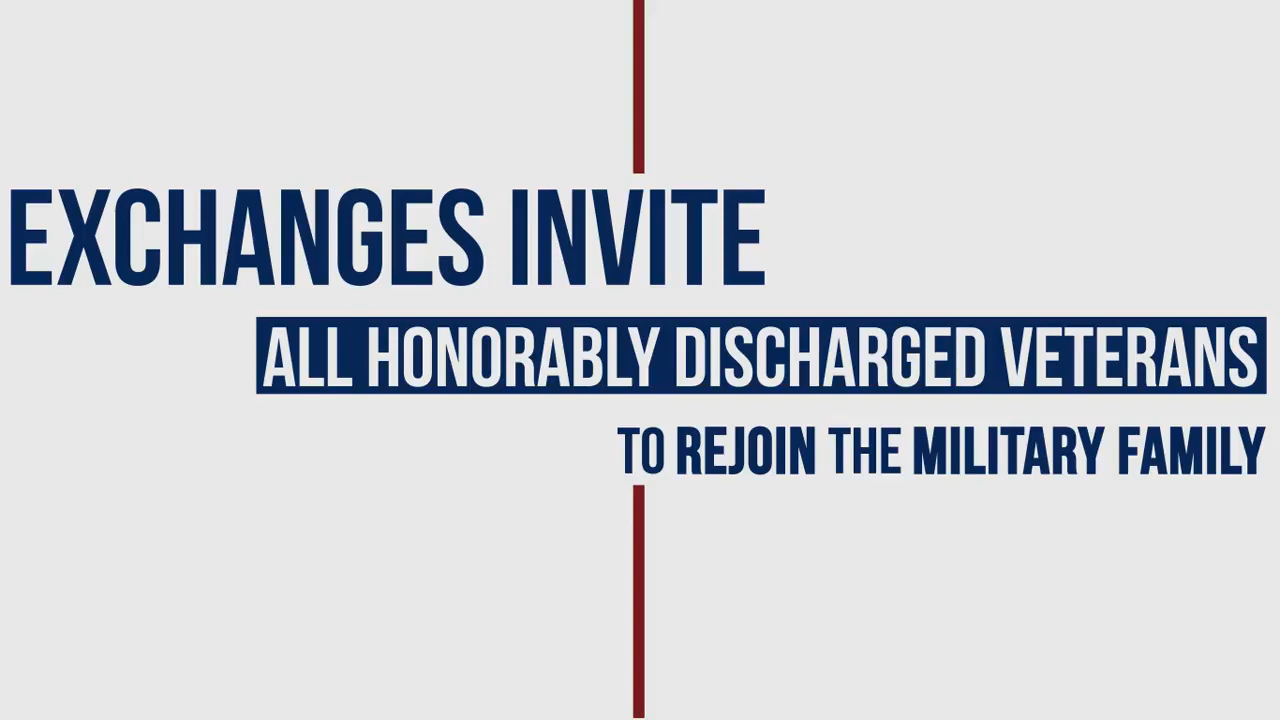 EXCHANGES INVITE
ALL HONORABLY DISCHARGED VETERANS
TO REJOIN THE MILITARY FAMILY